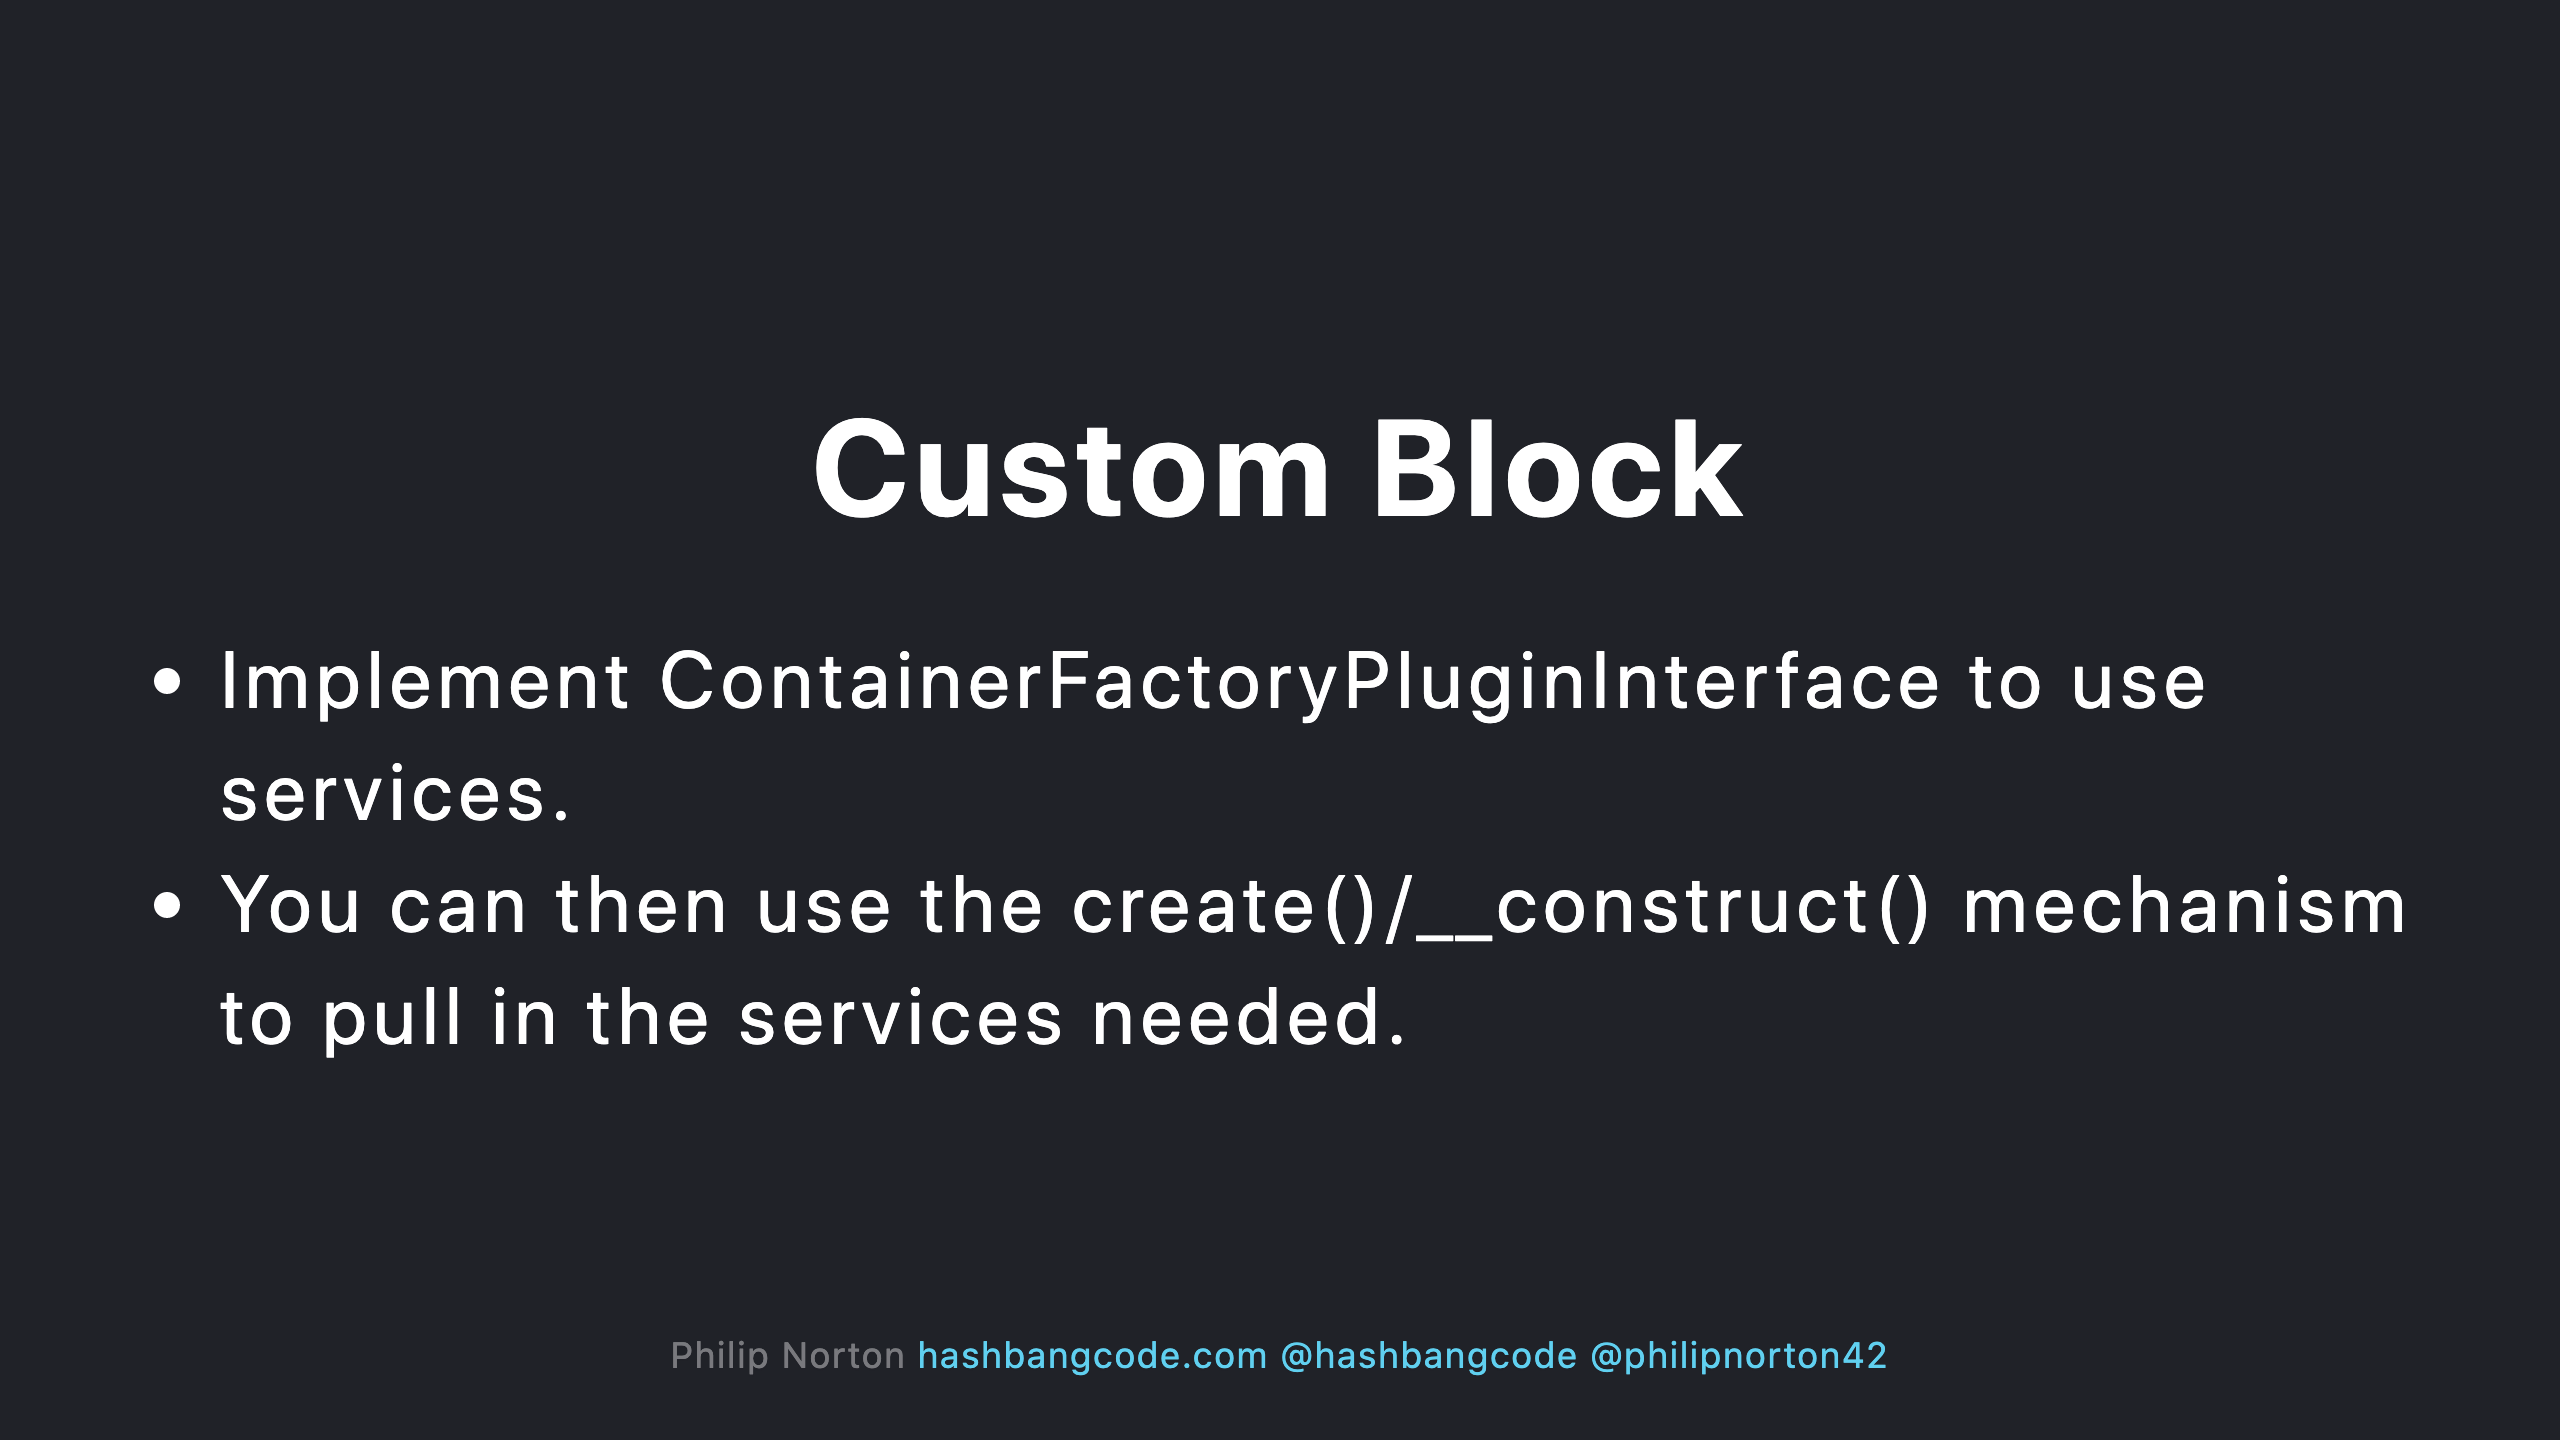 Custom Block
• Implement ContainerFactoryPluginInterface to use
services.
• You can then use the create()/__construct() mechanism
to pull in the services needed.
Philip Norton hashbangcode.com @hashbangcode @philipnorton42